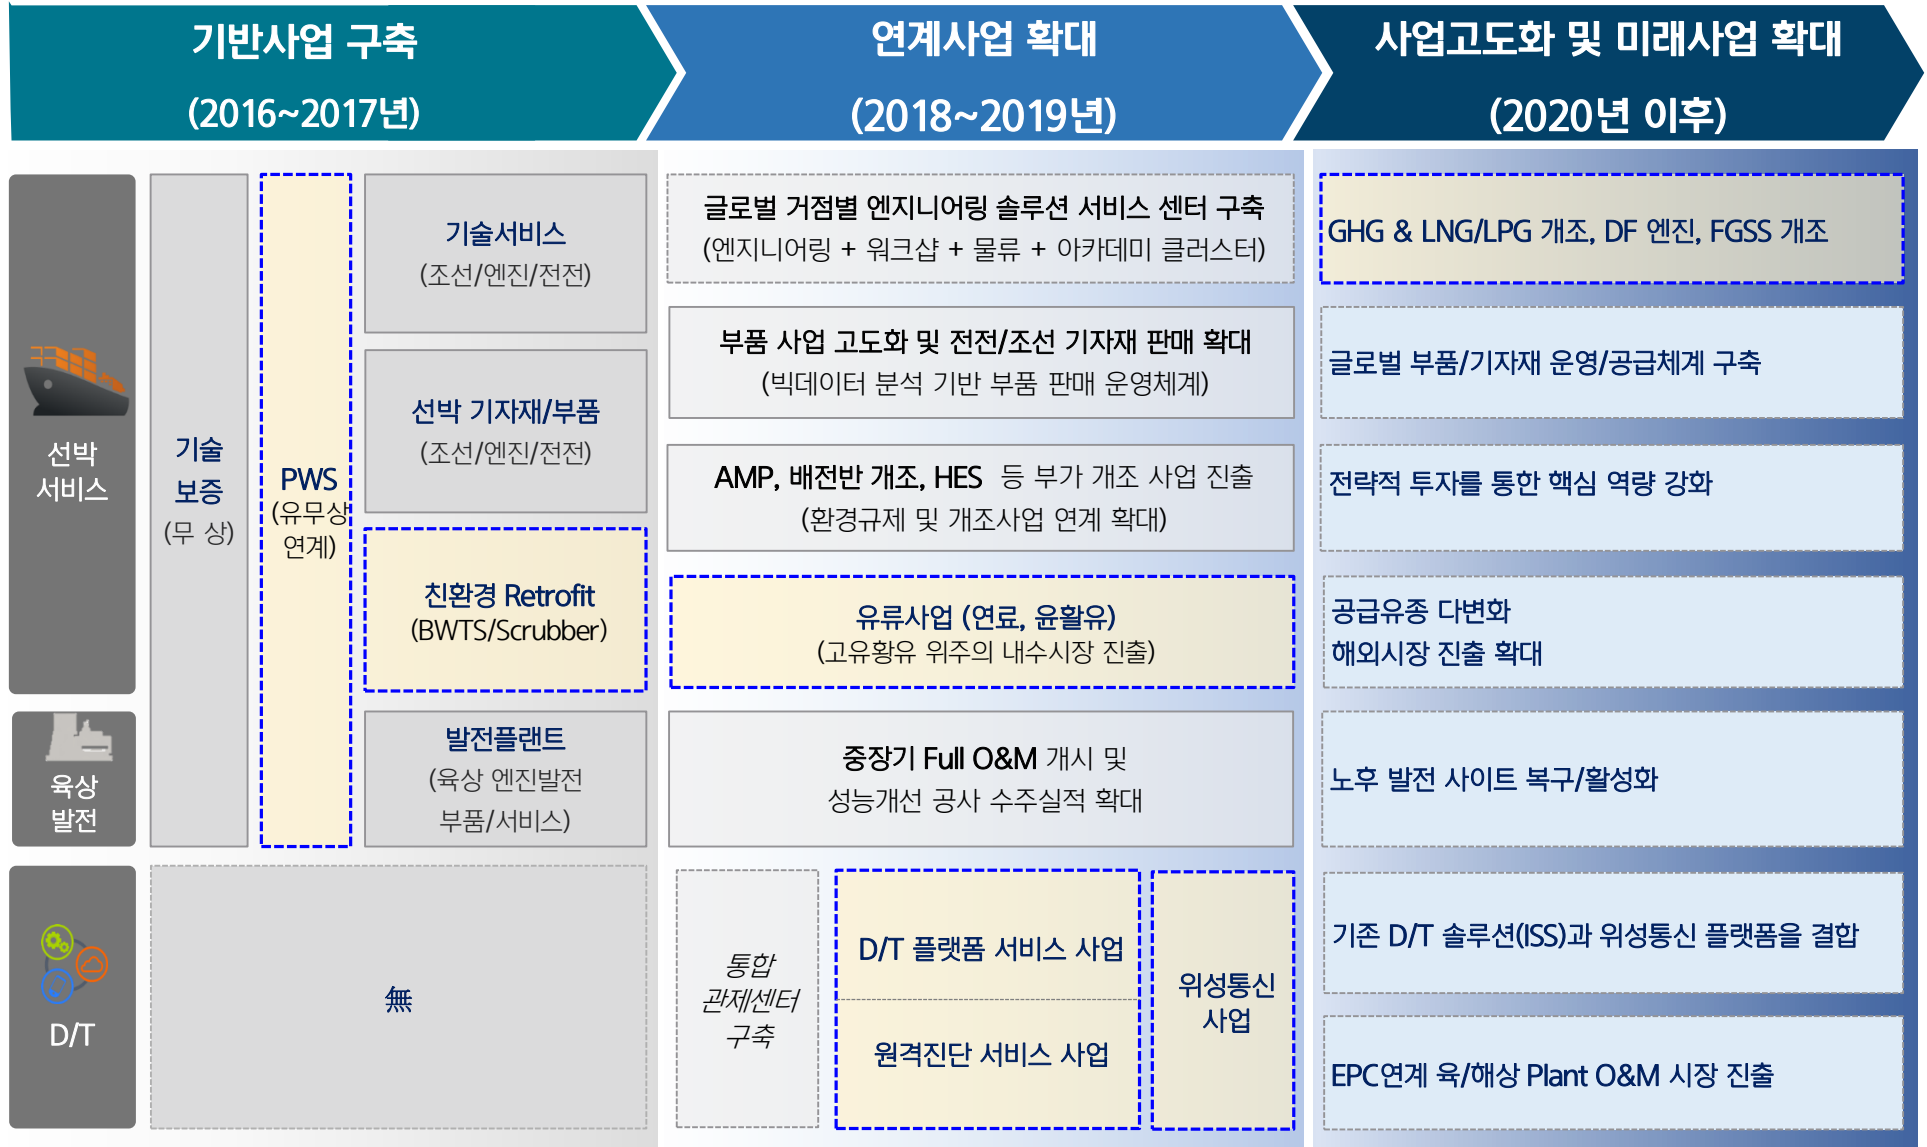 기반사업 구축
(2016~2017년)
연계사업 확대
(2018~2019년)
사업고도화 및 미래사업 확대
(2020년 이후)
선박
서비스
기술
보증
(무 상)
PWS
(유무상
연계)
기술서비스
(조선/엔진/전전)
선박 기자재/부품
(조선/엔진/전전)
친환경 Retrofit
(BWTS/Scrubber)
글로벌 거점별 엔지니어링 솔루션 서비스 센터 구축
(엔지니어링 + 워크샵 + 물류 + 아카데미 클러스터)
부품 사업 고도화 및 전전/조선 기자재 판매 확대
(빅데이터 분석 기반 부품 판매 운영체계)
AMP, 배전반 개조, HES 등 부가 개조 사업 진출
(환경규제 및 개조사업 연계 확대)
유류사업 (연료, 윤활유)
(고유황유 위주의 내수시장 진출)
GHG & LNG/LPG 개조, DF 엔진, FGSS 개조
글로벌 부품/기자재 운영/공급체계 구축
전략적 투자를 통한 핵심 역량 강화
공급유종 다변화
해외시장 진출 확대
육상
발전
발전플랜트
(육상 엔진발전
부품/서비스)
중장기 Full O&M 개시 및
성능개선 공사 수주실적 확대
노후 발전 사이트 복구/활성화
D/T
無
통합
관제센터
구축
D/T 플랫폼 서비스 사업
원격진단 서비스 사업
위성통신
사업
기존 D/T 솔루션(ISS)과 위성통신 플랫폼을 결합
EPC연계 육/해상 Plant O&M 시장 진출